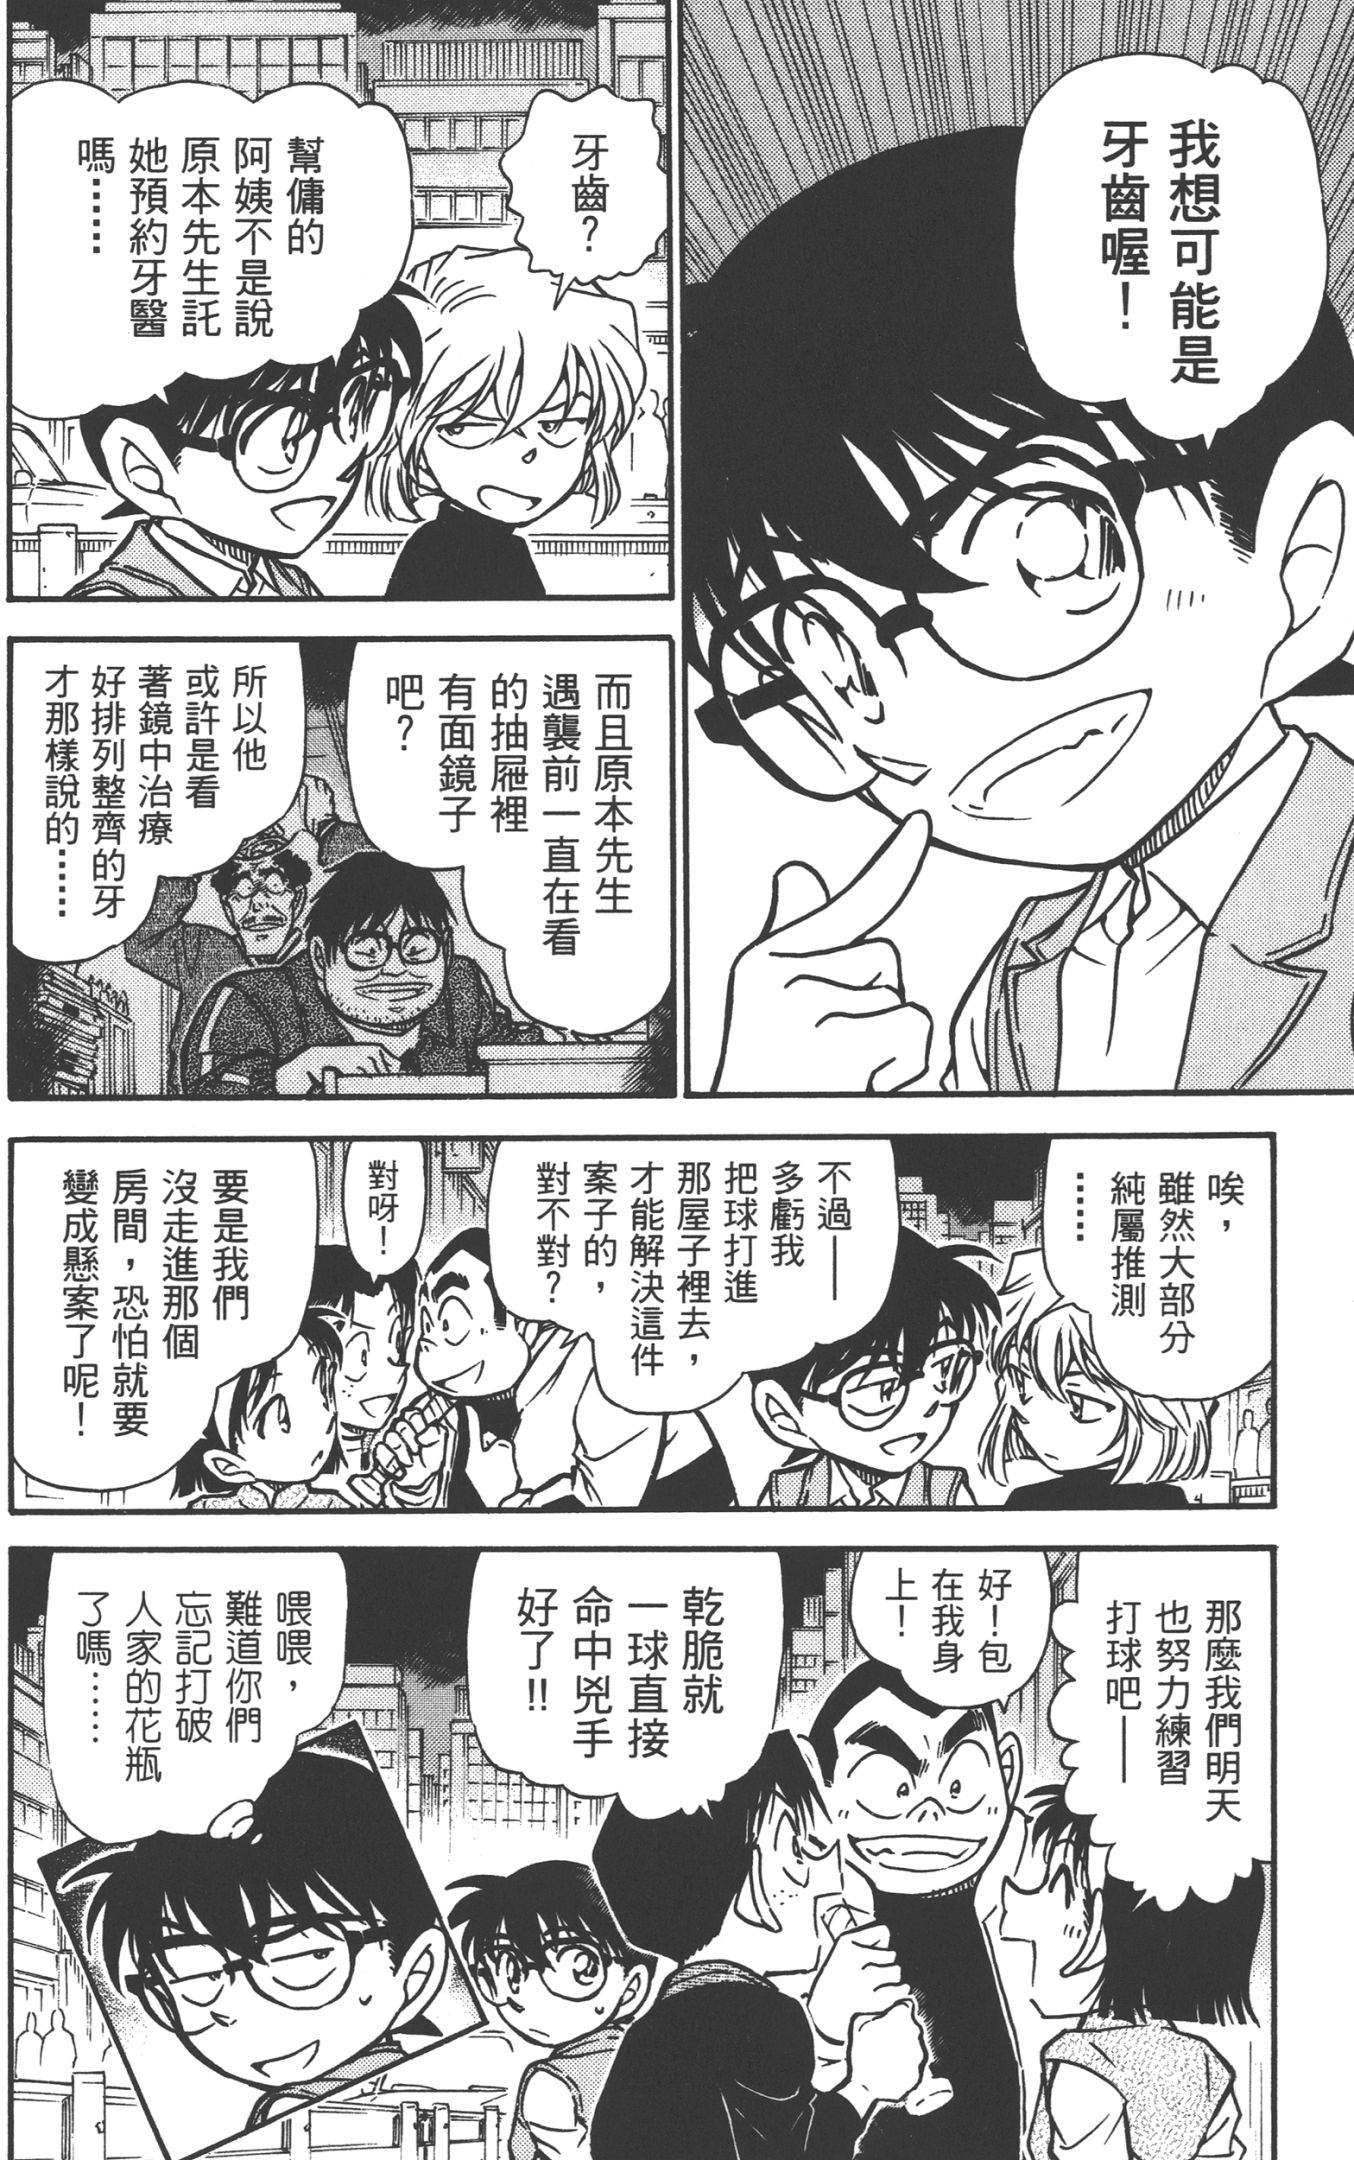 我想可能是
牙齒喔！
牙齒？
幫傭的
阿姨不是說
原本先生託
她預約牙醫
嗎⋯⋯
而且原本先生
遇襲前一直在看
的抽屜裡
有面鏡子
吧？
所以他
或許是看
著鏡中治療
好排列整齊的牙
才那樣說的⋯⋯
唉，
雖然大部分
純屬推測
⋯⋯
不過——
多虧我
把球打進
那屋子裡去，
才能解決這件
案子的，
對不對？
對呀！
要是我們
沒走進那個
房間，恐怕就要
變成懸案了呢！
那麼我們明天
也努力練習
打球吧——
好！包
在我身
上！
乾脆就
一球直接
命中兇手
好了!!
喂喂，
難道你們
忘記打破
人家的花瓶
了嗎⋯⋯